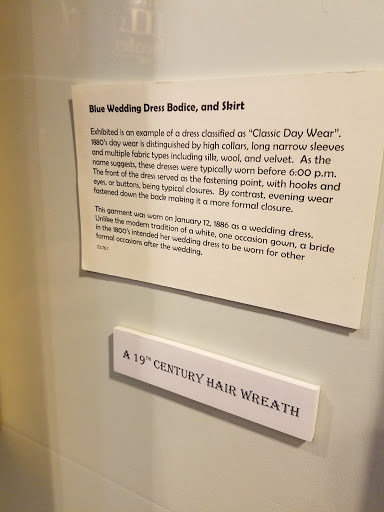 Blue Wedding Dress Bodice, and Skirt
Exhibited is an example of a dress classified as "Classic Day Wear".
1880's day wear is distinguished by high collars, long narrow sleeves
and multiple fabric types including silk, wool, and velvet. As the
name suggests, these dresses were typically worn before 6:00 p.m.
The front of the dress served as the fastening point, with hooks and
eyes, or buttons, being typical closures. By contrast, evening wear
fastened down the back making it a more formal closure.
This garment was worn on January 12, 1886 as a wedding dress.
Unlike the modern tradition of a white, one occasion gown, a bride
in the 1800's intended her wedding dress to be worn for other
formal occasions after the wedding.
A 19TH CENTURY HAIR WREATH